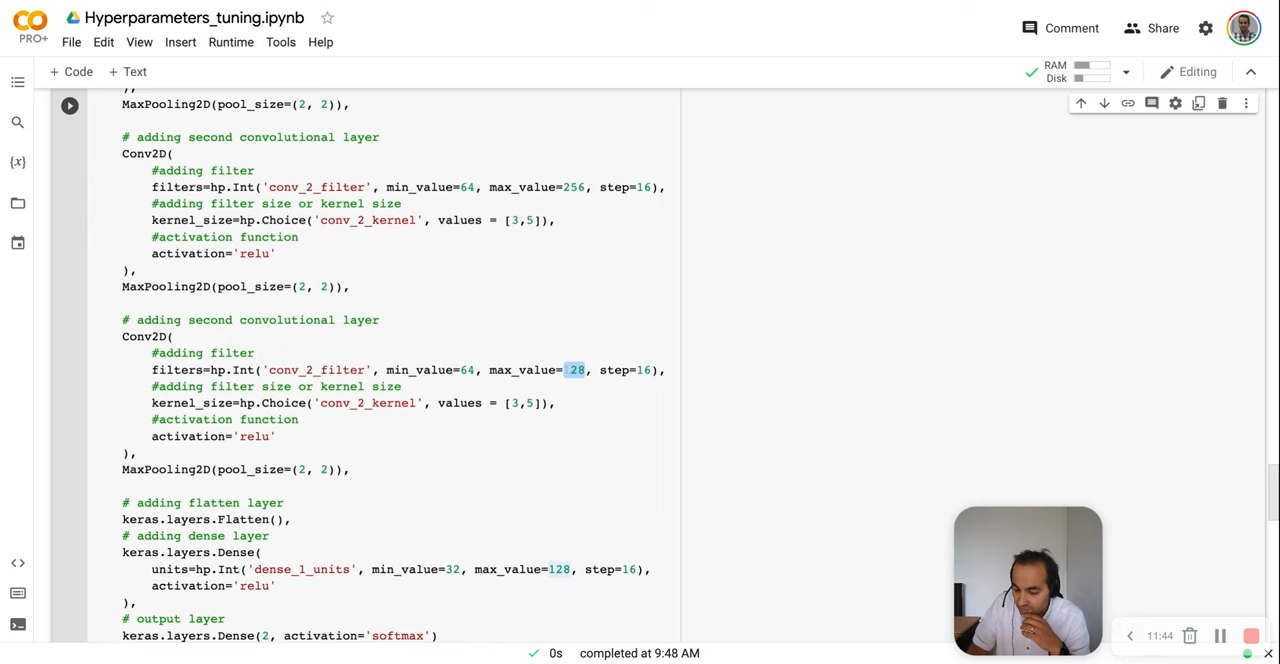 Hyperparameters_tuning.ipynb
PRO+
File Edit View Insert Runtime Tools Help
Comment Share
+ Code + Text
RAM
Disk
Editing
),
MaxPooling2D(pool_size=(2, 2)),
# adding second convolutional layer
Conv2D(
#adding filter
filters=hp.Int('conv_2_filter', min_value=64, max_value=256, step=16),
#adding filter size or kernel size
kernel_size=hp.Choice('conv_2_kernel', values = [3,5]),
#activation function
activation='relu'
),
MaxPooling2D(pool_size=(2, 2)),
# adding second convolutional layer
Conv2D(
#adding filter
filters=hp.Int('conv_2_filter', min_value=64, max_value=128, step=16),
#adding filter size or kernel size
kernel_size=hp.Choice('conv_2_kernel', values = [3,5]),
#activation function
activation='relu'
),
MaxPooling2D(pool_size=(2, 2)),
# adding flatten layer
keras.layers.Flatten(),
# adding dense layer
keras.layers.Dense(
units=hp.Int('dense_1_units', min_value=32, max_value=128, step=16),
activation='relu'
),
# output layer
keras.layers.Dense(2, activation='softmax')
11:44
0s completed at 9:48 AM